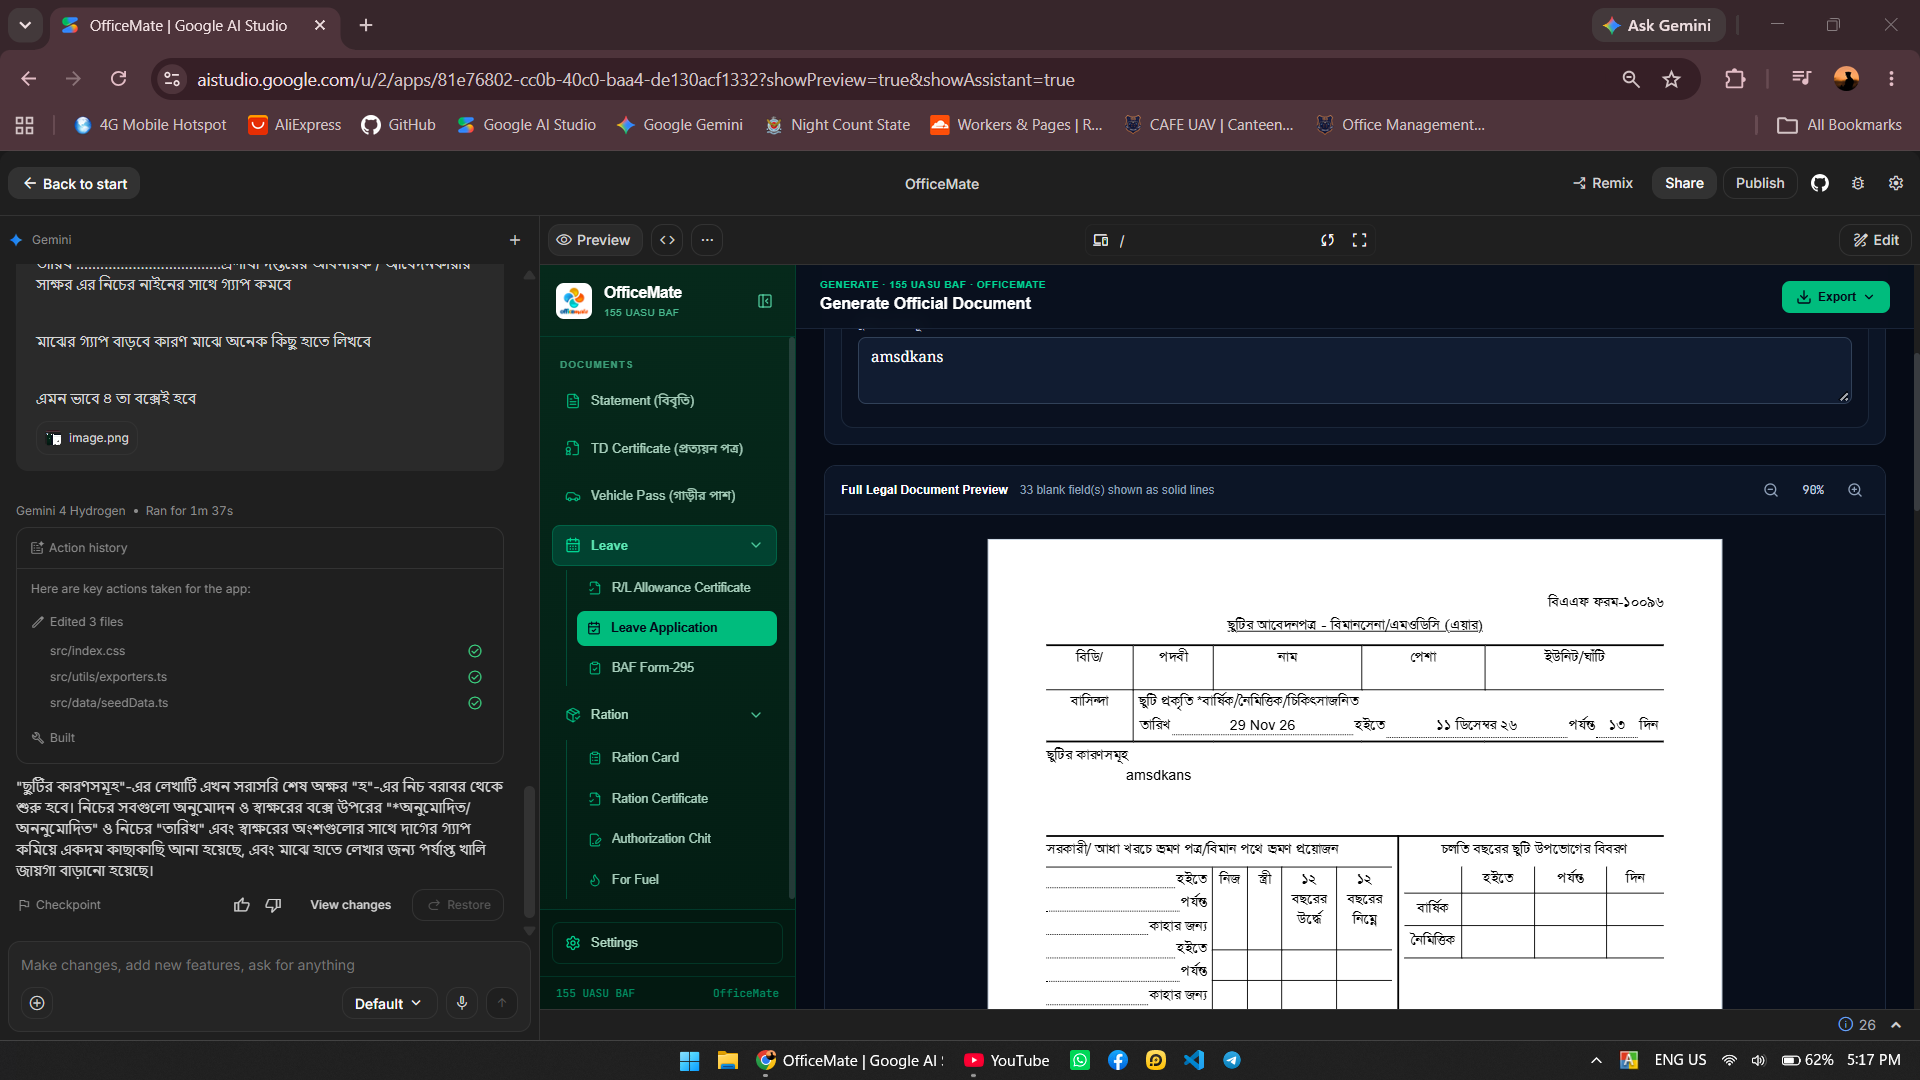 OfficeMate | Google AI Studio
Ask Gemini
aistudio.google.com/u/2/apps/81e76802-cc0b-40c0-baa4-de130acf1332?showPreview=true&showAssistant=true
4G Mobile Hotspot
AliExpress
GitHub
Google AI Studio
Google Gemini
Night Count State
Workers & Pages | R...
CAFE UAV | Canteen...
Office Management...
All Bookmarks
Back to start
OfficeMate
Remix
Share
Publish
Gemini
Preview
/
Edit
সাক্ষর এর নিচের নাইনের সাথে গ্যাপ কমবে
মাঝের গ্যাপ বাড়বে কারণ মাঝে অনেক কিছু হাতে লিখবে
এমন ভাবে ৪ তা বক্সেই হবে
image.png
Gemini 4 Hydrogen • Ran for 1m 37s
Action history
Here are key actions taken for the app:
Edited 3 files
src/index.css
src/utils/exporters.ts
src/data/seedData.ts
Built
"ছুটির কারণসমূহ"-এর লেখাটি এখন সরাসরি শেষ অক্ষর "হ"-এর নিচ বরাবর থেকে
শুরু হবে। নিচের সবগুলো অনুমোদন ও স্বাক্ষরের বক্সে উপরের "*অনুমোদিত/
অননুমোদিত" ও নিচের "তারিখ" এবং স্বাক্ষরের অংশগুলোর সাথে দাগের গ্যাপ
কমিয়ে একদম কাছাকাছি আনা হয়েছে, এবং মাঝে হাতে লেখার জন্য পর্যাপ্ত খালি
জায়গা বাড়ানো হয়েছে।
Checkpoint
View changes
Restore
Make changes, add new features, ask for anything
Default
OfficeMate
155 UASU BAF
DOCUMENTS
Statement (বিবৃতি)
TD Certificate (প্রত্যয়ন পত্র)
Vehicle Pass (গাড়ীর পাশ)
Leave
R/L Allowance Certificate
Leave Application
BAF Form-295
Ration
Ration Card
Ration Certificate
Authorization Chit
For Fuel
Settings
155 UASU BAF
OfficeMate
GENERATE · 155 UASU BAF · OFFICEMATE
Generate Official Document
Export
amsdkans
Full Legal Document Preview
33 blank field(s) shown as solid lines
90%
বিএএফ ফরম-১০০৯৬
ছুটির আবেদনপত্র - বিমানসেনা/এমওডিসি (এয়ার)
বিডি/ পদবী নাম পেশা ইউনিট/ঘাঁটি
বাসিন্দা ছুটি প্রকৃতি *বার্ষিক/নৈমিত্তিক/চিকিৎসাজনিত
তারিখ 29 Nov 26 হইতে ১১ ডিসেম্বর ২৬ পর্যন্ত ১৩ দিন
ছুটির কারণসমূহ
amsdkans
সরকারী/ আধা খরচে ভ্রমণ পত্র/বিমান পথে ভ্রমণ প্রয়োজন
হইতে নিজ স্ত্রী ১২ ১২
পর্যন্ত বছরের বছরের
কাহার জন্য উর্দ্ধে নিম্নে
হইতে
পর্যন্ত
কাহার জন্য
চলতি বছরের ছুটি উপভোগের বিবরণ
হইতে পর্যন্ত দিন
বার্ষিক
নৈমিত্তিক
26
OfficeMate | Google AI
YouTube
ENG US
62%
5:17 PM